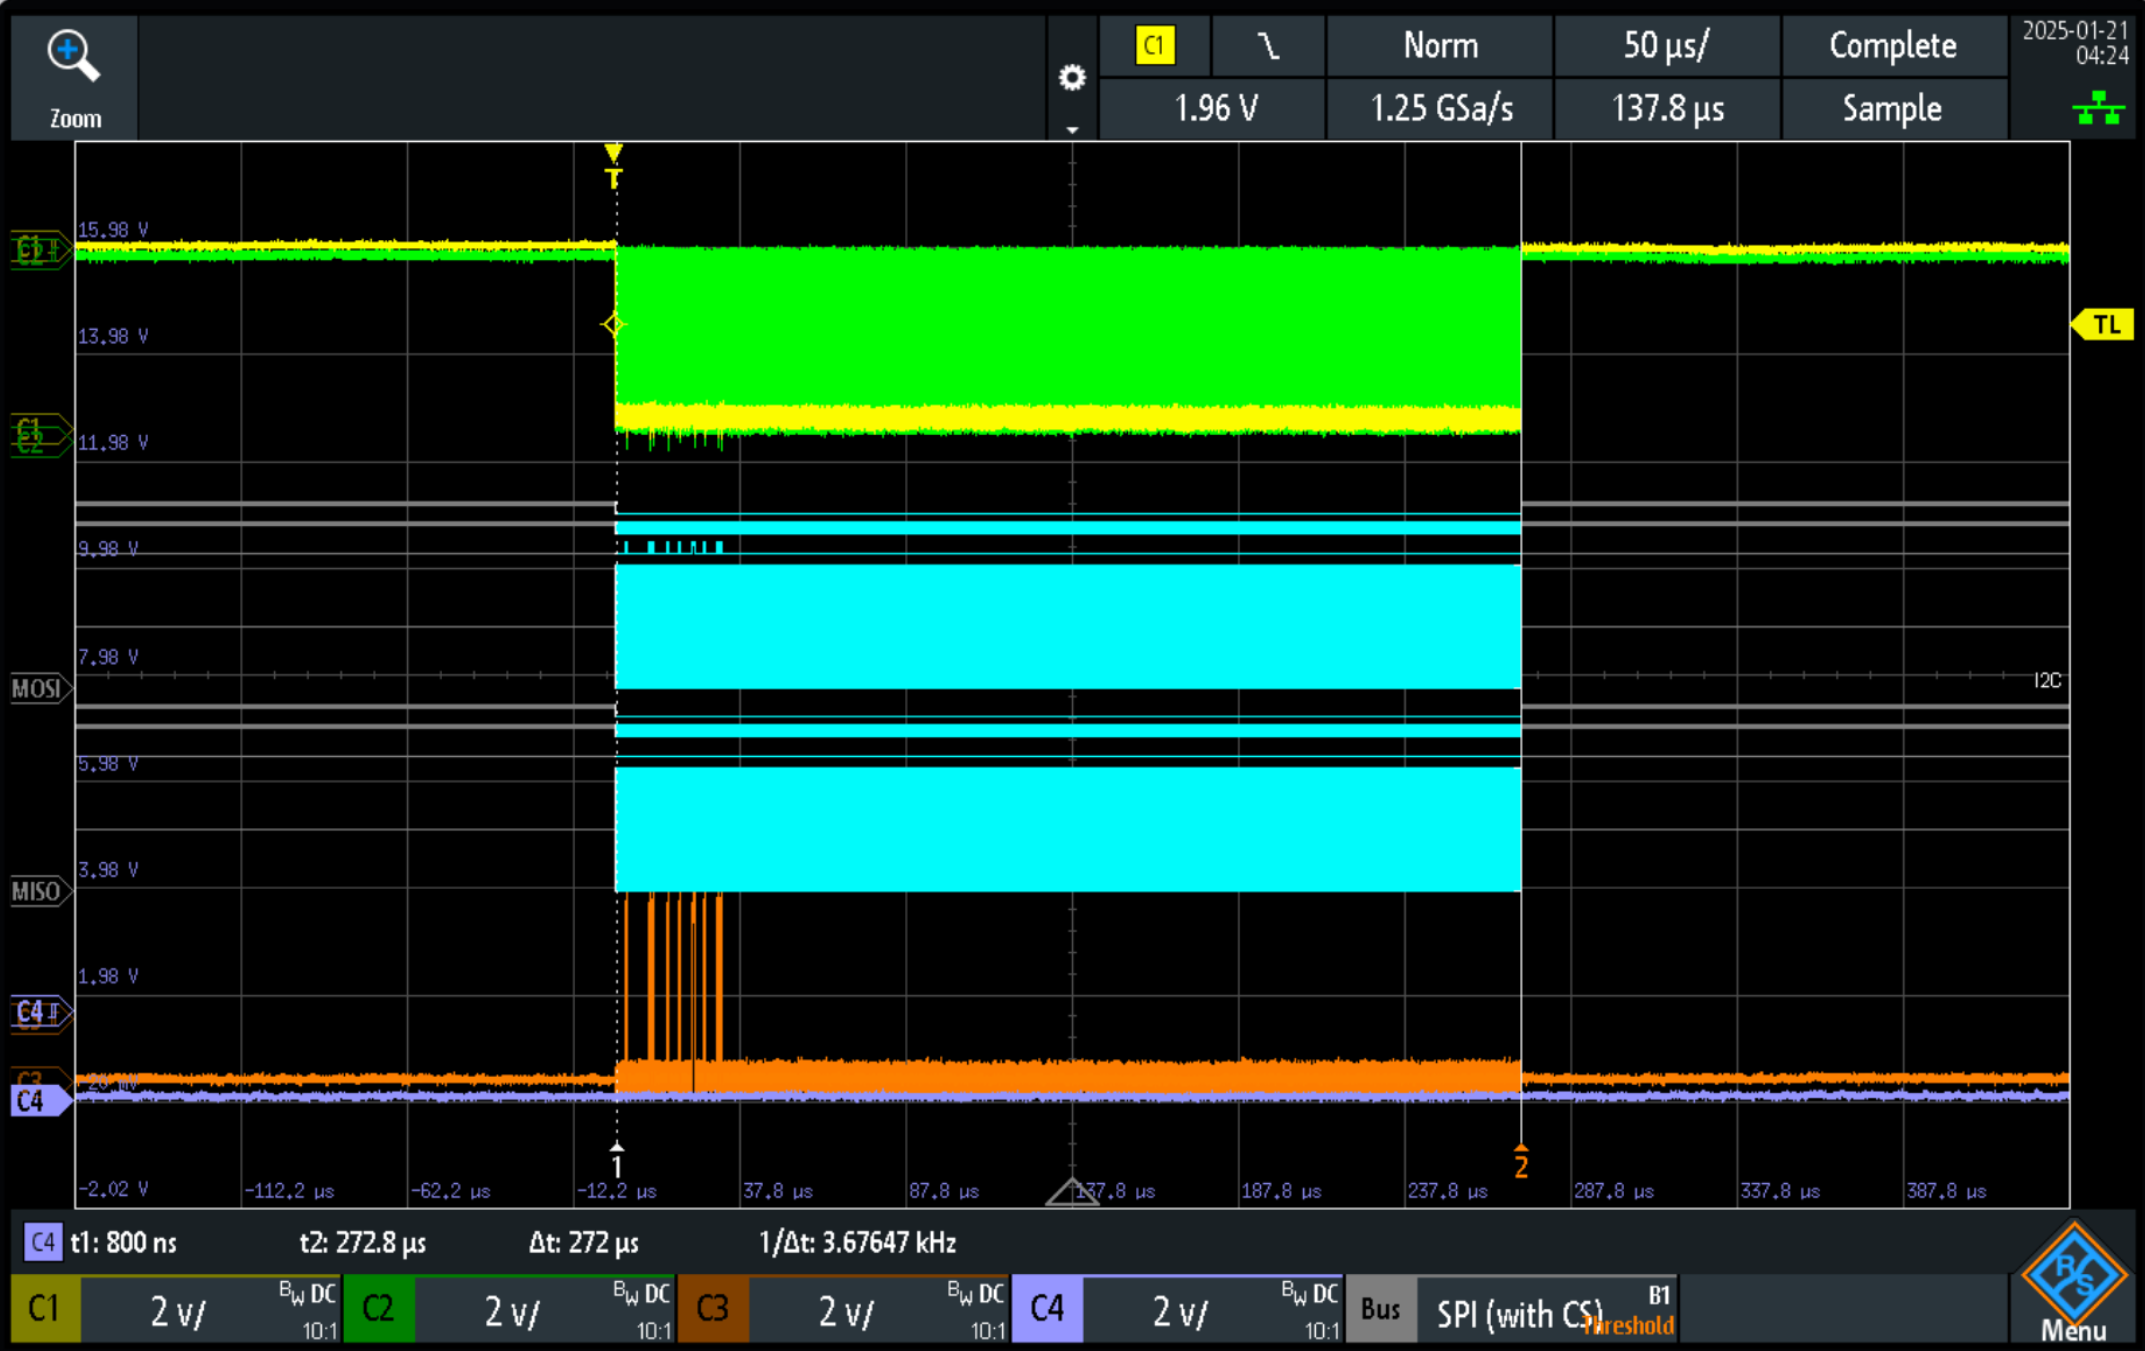 C1
Norm
50 µs/
Complete
2025-01-21
04:24
Zoom
1.96 V
1.25 GSa/s
137.8 µs
Sample
T
15.98 V
C1
C2
13.98 V
TL
C1
C2
11.98 V
9.98 V
7.98 V
MOSI
I2C
5.98 V
3.98 V
MISO
1.98 V
C4
C3
C3
C4
1
2
-2.02 V
-112.2 µs
-62.2 µs
-12.2 µs
37.8 µs
87.8 µs
137.8 µs
187.8 µs
237.8 µs
287.8 µs
337.8 µs
387.8 µs
C4 t1: 800 ns
t2: 272.8 µs
Δt: 272 µs
1/Δt: 3.67647 kHz
C1
2 v/
BW DC
10:1
C2
2 v/
BW DC
10:1
C3
2 v/
BW DC
10:1
C4
2 v/
BW DC
10:1
Bus
SPI (with CS)
B1
Threshold
R&S
Menu